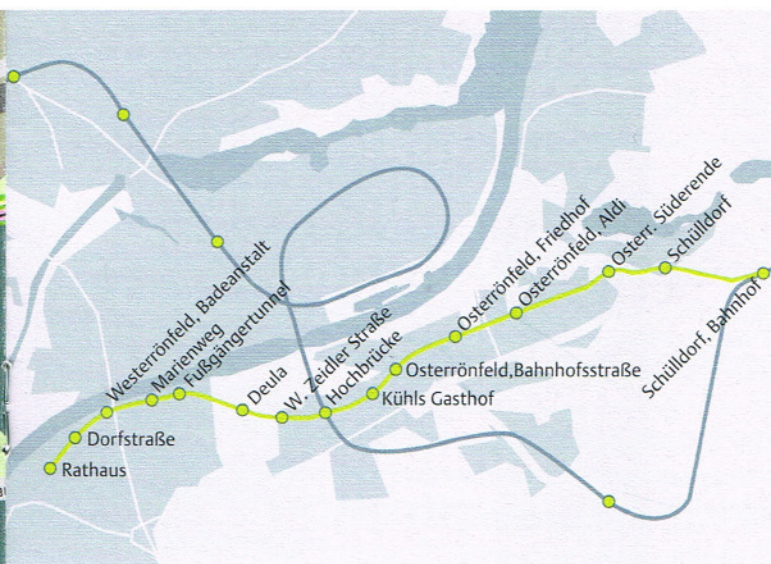 Rathaus
Dorfstraße
Westerrönfeld, Badeanstalt
Marienweg
Fußgängertunnel
Deula
W. Zeidler Straße
Hochbrücke
Kühls Gasthof
Osterrönfeld,Bahnhofsstraße
Osterrönfeld, Friedhof
Osterrönfeld, Aldi
Osterr. Süderende
Schülldorf
Schülldorf, Bahnhof